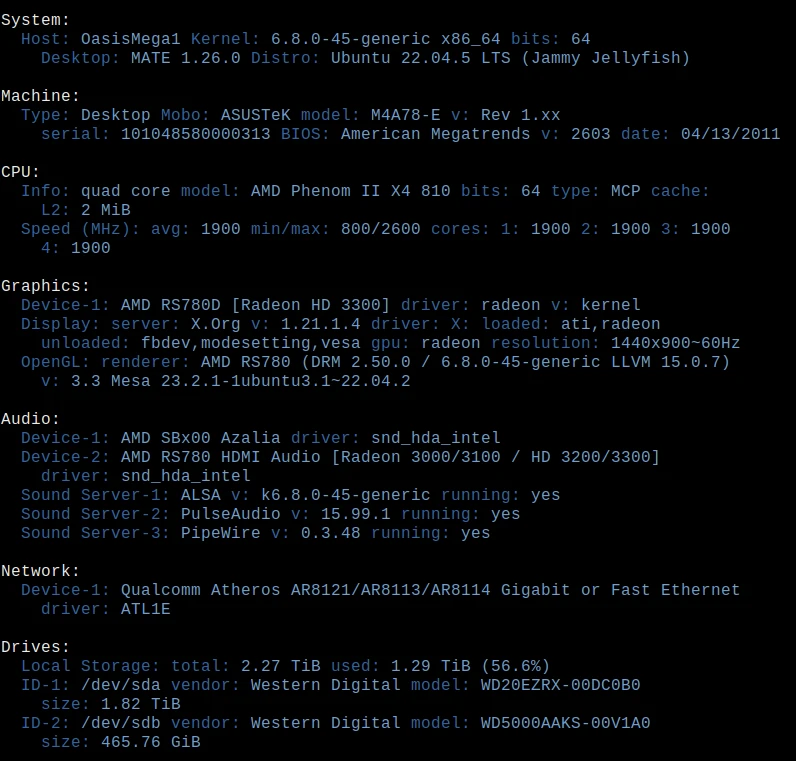 System:
Host: OasisMega1 Kernel: 6.8.0-45-generic x86_64 bits: 64
Desktop: MATE 1.26.0 Distro: Ubuntu 22.04.5 LTS (Jammy Jellyfish)
Machine:
Type: Desktop Mobo: ASUSTeK model: M4A78-E v: Rev 1.xx
serial: 101048580000313 BIOS: American Megatrends v: 2603 date: 04/13/2011
CPU:
Info: quad core model: AMD Phenom II X4 810 bits: 64 type: MCP cache:
L2: 2 MiB
Speed (MHz): avg: 1900 min/max: 800/2600 cores: 1: 1900 2: 1900 3: 1900
4: 1900
Graphics:
Device-1: AMD RS780D [Radeon HD 3300] driver: radeon v: kernel
Display: server: X.Org v: 1.21.1.4 driver: X: loaded: ati,radeon
unloaded: fbdev,modesetting,vesa gpu: radeon resolution: 1440x900~60Hz
OpenGL: renderer: AMD RS780 (DRM 2.50.0 / 6.8.0-45-generic LLVM 15.0.7)
v: 3.3 Mesa 23.2.1-1ubuntu3.1~22.04.2
Audio:
Device-1: AMD SBx00 Azalia driver: snd_hda_intel
Device-2: AMD RS780 HDMI Audio [Radeon 3000/3100 / HD 3200/3300]
driver: snd_hda_intel
Sound Server-1: ALSA v: k6.8.0-45-generic running: yes
Sound Server-2: PulseAudio v: 15.99.1 running: yes
Sound Server-3: PipeWire v: 0.3.48 running: yes
Network:
Device-1: Qualcomm Atheros AR8121/AR8113/AR8114 Gigabit or Fast Ethernet
driver: ATL1E
Drives:
Local Storage: total: 2.27 TiB used: 1.29 TiB (56.6%)
ID-1: /dev/sda vendor: Western Digital model: WD20EZRX-00DC0B0
size: 1.82 TiB
ID-2: /dev/sdb vendor: Western Digital model: WD5000AAKS-00V1A0
size: 465.76 GiB